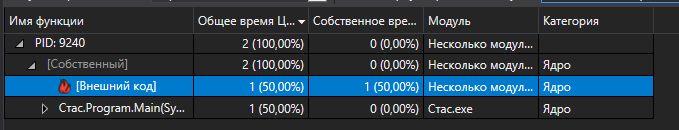 Имя функции Общее время Ц... Собственное вре... Модуль Категория
PID: 9240 2 (100,00%) 0 (0,00%) Несколько модул...
[Собственный] 2 (100,00%) 0 (0,00%) Несколько модул... Ядро
[Внешний код] 1 (50,00%) 1 (50,00%) Несколько модул... Ядро
Стас.Program.Main(Sy... 1 (50,00%) 0 (0,00%) Стас.exe Ядро